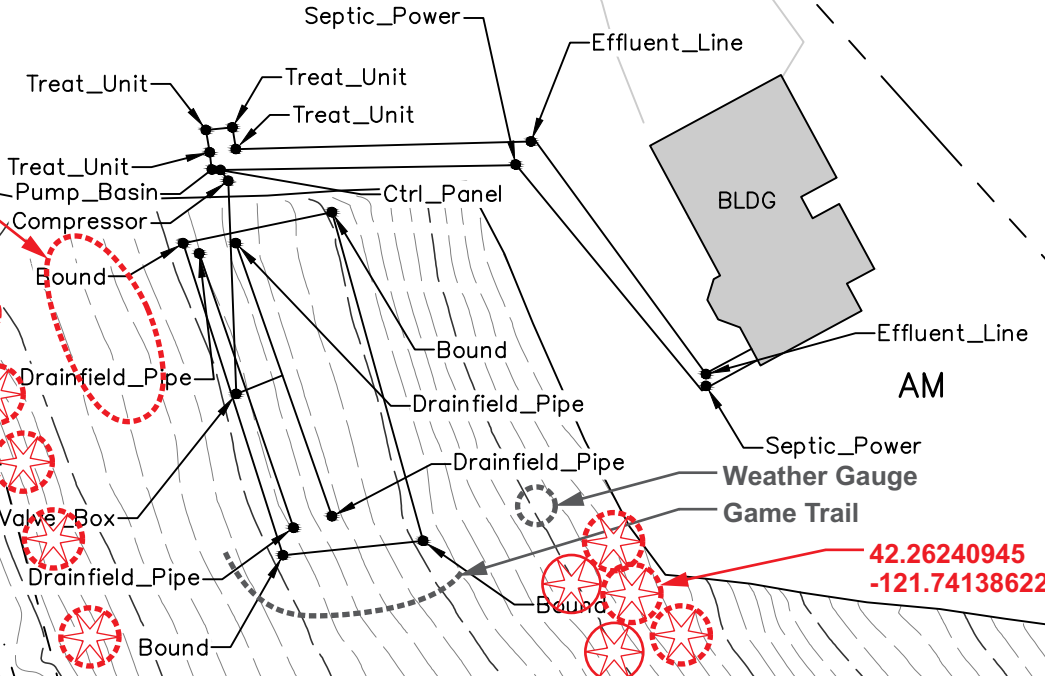 Septic_Power
Effluent_Line
Treat_Unit
Treat_Unit
Treat_Unit
Treat_Unit
Pump_Basin
Ctrl_Panel
Compressor
BLDG
Bound
Effluent_Line
Bound
Drainfield_Pipe
AM
Drainfield_Pipe
Septic_Power
Drainfield_Pipe
Weather Gauge
Valve_Box
Game Trail
42.26240945
-121.74138622
Drainfield_Pipe
Bound
Bound